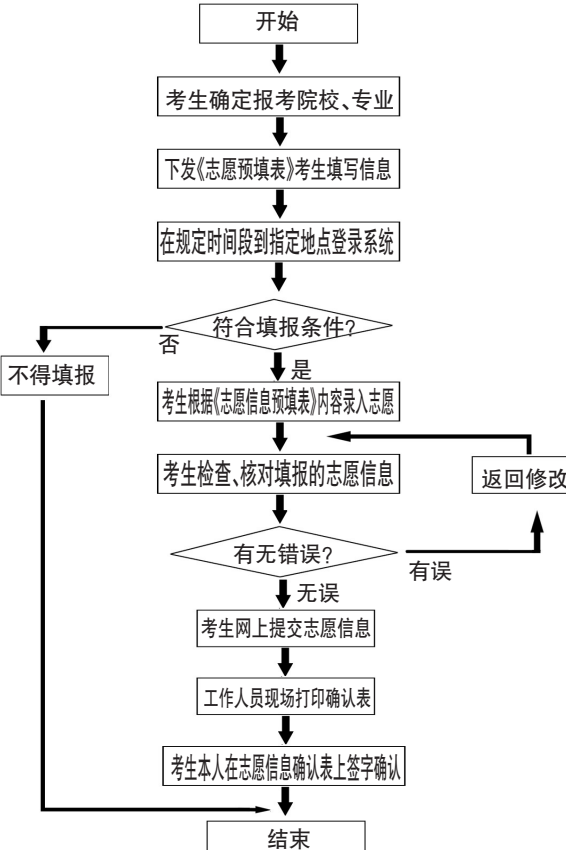 开始
考生确定报考院校、专业
下发《志愿预填表》考生填写信息
在规定时间段到指定地点登录系统
符合填报条件?
否
是
不得填报
考生根据《志愿信息预填表》内容录入志愿
考生检查、核对填报的志愿信息
返回修改
有无错误?
有误
无误
考生网上提交志愿信息
工作人员现场打印确认表
考生本人在志愿信息确认表上签字确认
结束